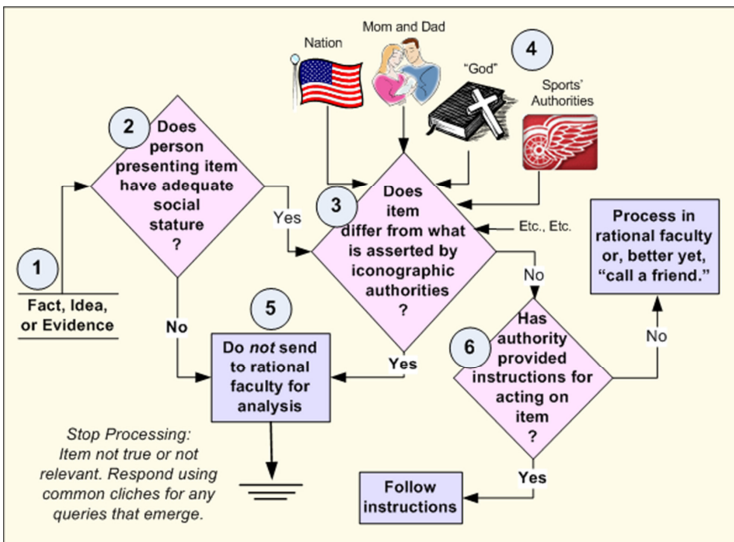 Nation
Mom and Dad
4
“God”
Sports’
Authorities
2
Does
person
presenting item
have adequate
social
stature
?
Yes
3
Does
item
differ from what
is asserted by
iconographic
authorities
?
Etc., Etc.
Process in
rational faculty
or, better yet,
“call a friend.”
1
Fact, Idea,
or Evidence
No
No
No
5
Do not send
to rational
faculty for
analysis
Yes
6
Has
authority
provided
instructions for
acting on
item
?
Yes
Stop Processing:
Item not true or not
relevant. Respond using
common cliches for any
queries that emerge.
Follow
instructions